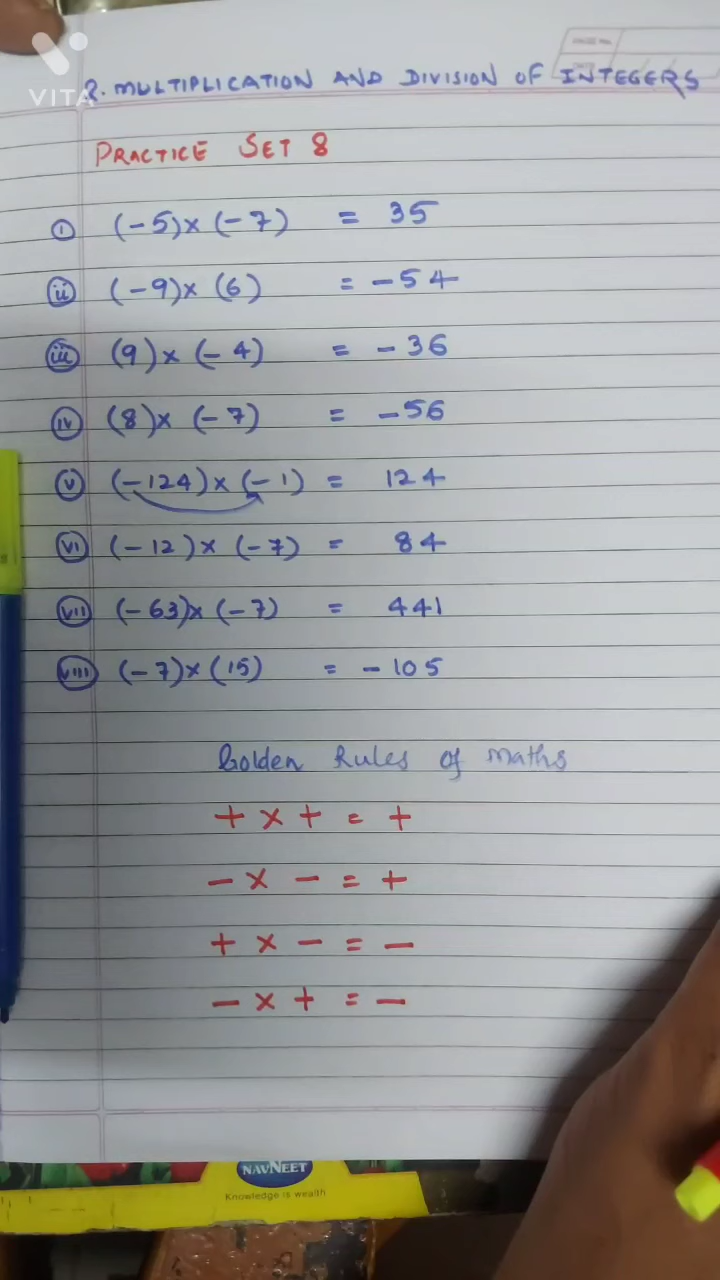 VITA
2. MULTIPLICATION AND DIVISION OF INTEGERS
PRACTICE SET 8
i (-5)x (-7) = 35
ii (-9)x (6) = -54
iii (9)x (-4) = -36
iv (8)x (-7) = -56
v (-124)x (-1) = 124
vi (-12)x (-7) = 84
vii (-63)x (-7) = 441
viii (-7)x (15) = -105
Golden Rules of maths
+ x + = +
- x - = +
+ x - = -
- x + = -
NAVNEET
Knowledge is wealth